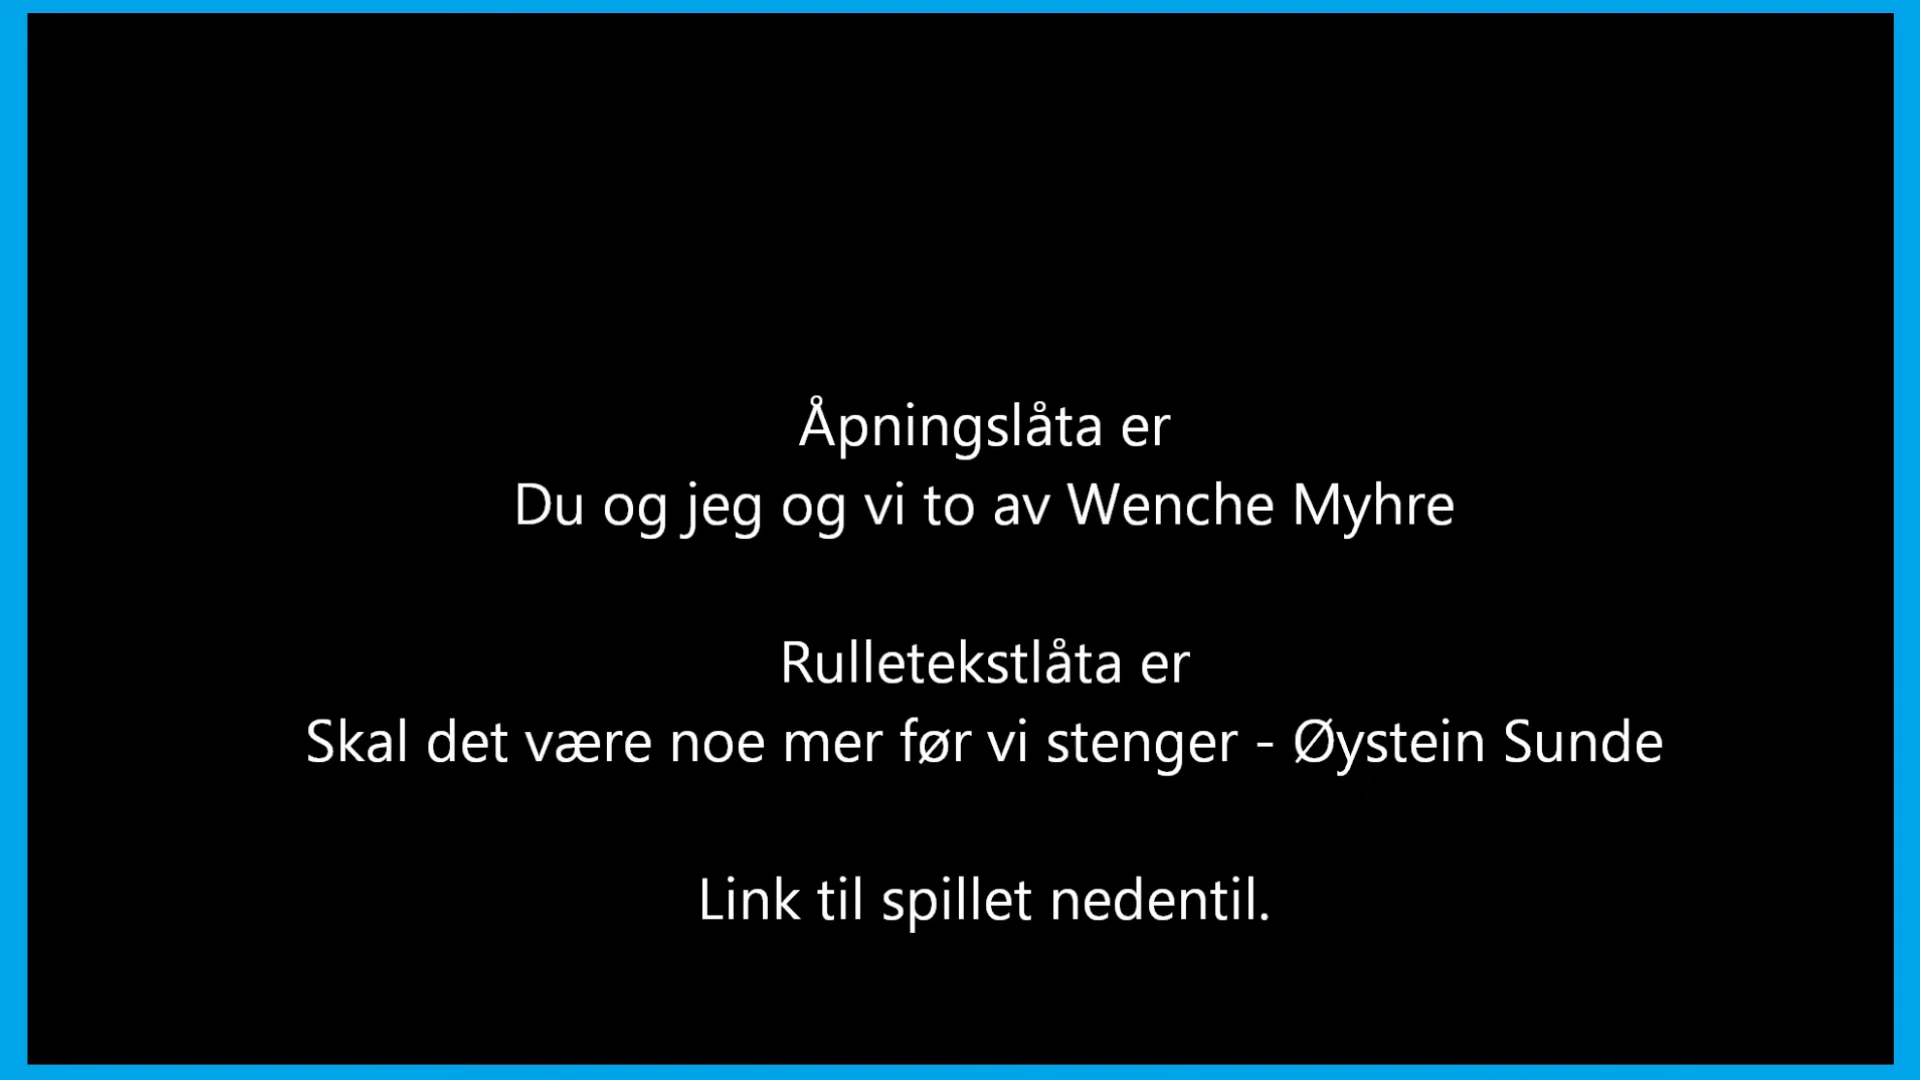 Åpningslåta er
Du og jeg og vi to av Wenche Myhre
Rulletekstlåta er
Skal det være noe mer før vi stenger - Øystein Sunde
Link til spillet nedentil.